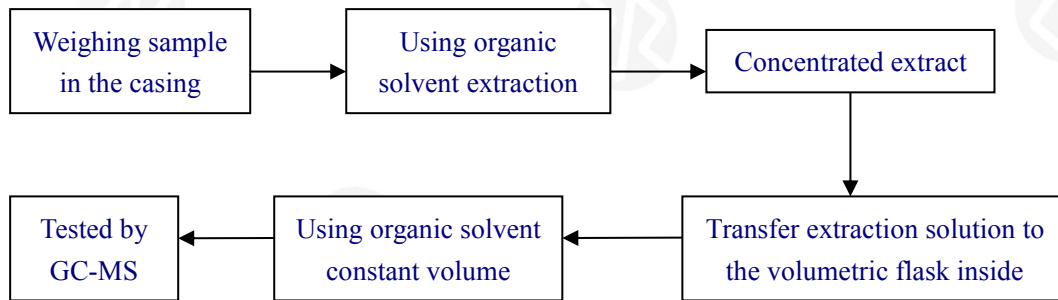 Weighing sample
in the casing
Using organic
solvent extraction
Concentrated extract
Transfer extraction solution to
the volumetric flask inside
Using organic solvent
constant volume
Tested by
GC-MS